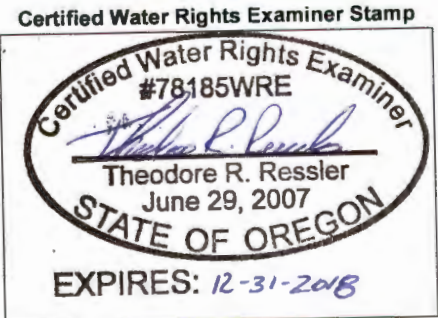 Certified Water Rights Examiner Stamp
Certified Water Rights Examiner
#78185WRE
Theodore R. Ressler
June 29, 2007
STATE OF OREGON
EXPIRES: 12-31-2018